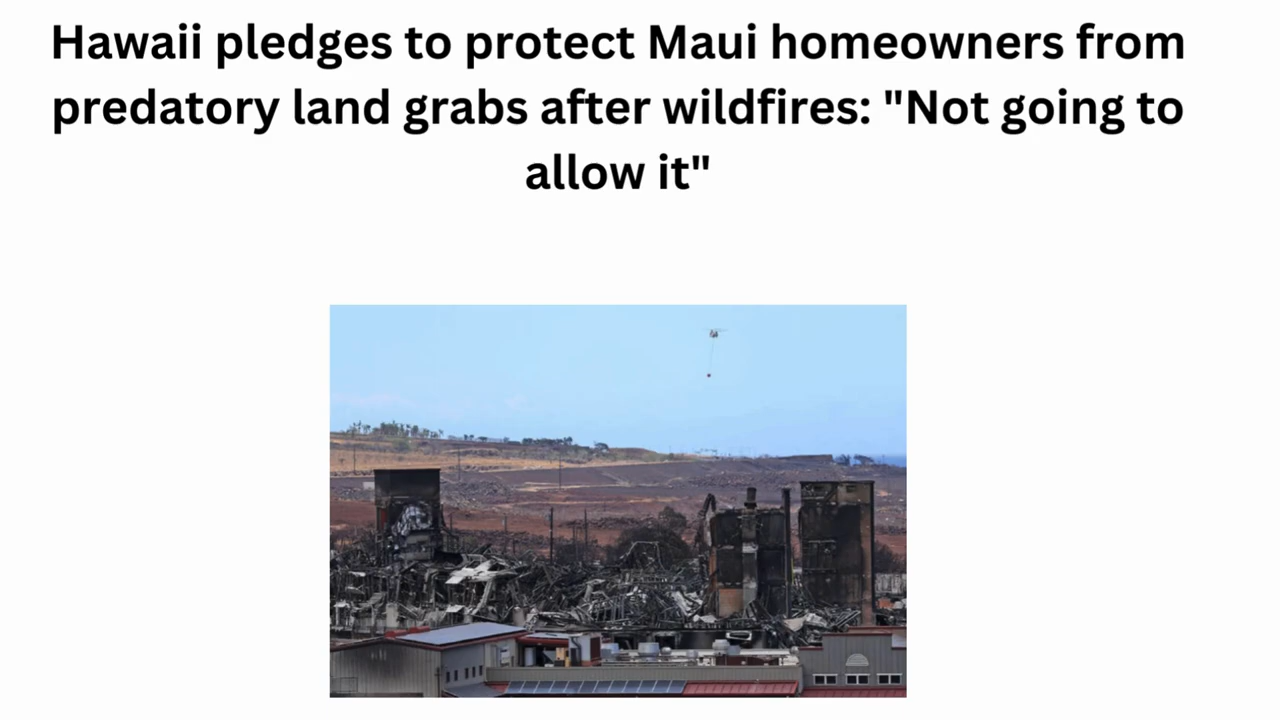 Hawaii pledges to protect Maui homeowners from
predatory land grabs after wildfires: "Not going to
allow it"